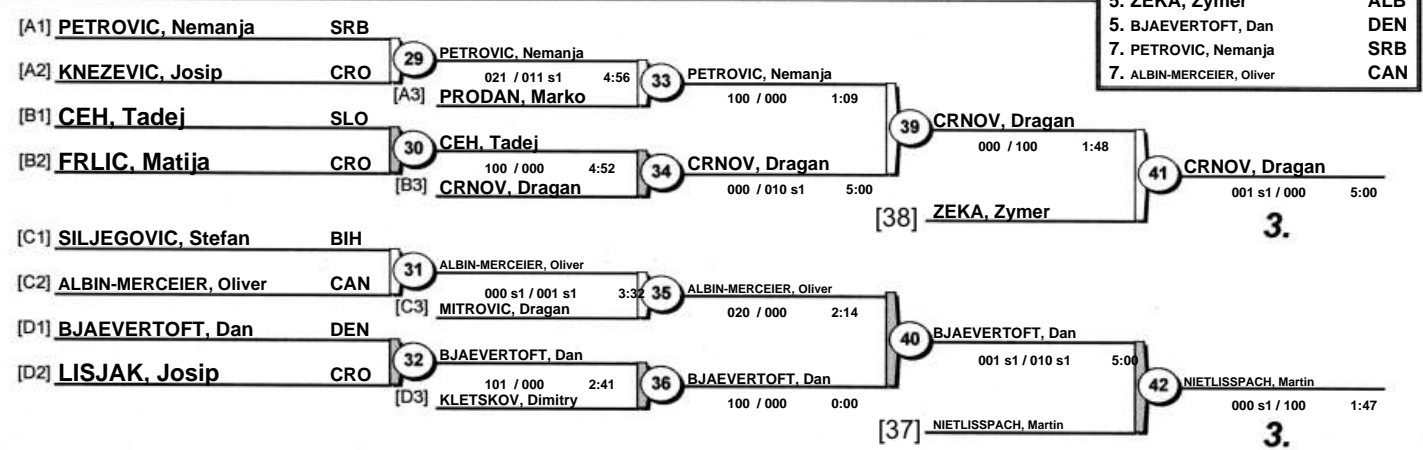 5. ZEKA, Zymer ALB
5. BJAEVERTOFT, Dan DEN
7. PETROVIC, Nemanja SRB
7. ALBIN-MERCEIER, Oliver CAN
[A1] PETROVIC, Nemanja SRB
29
[A2] KNEZEVIC, Josip CRO
PETROVIC, Nemanja
021 / 011 s1 4:56
[A3] PRODAN, Marko
33
PETROVIC, Nemanja
100 / 000 1:09
[B1] CEH, Tadej SLO
30
[B2] FRLIC, Matija CRO
CEH, Tadej
100 / 000 4:52
[B3] CRNOV, Dragan
34
CRNOV, Dragan
000 / 010 s1 5:00
39
CRNOV, Dragan
000 / 100 1:48
[38] ZEKA, Zymer
41
CRNOV, Dragan
001 s1 / 000 5:00
3.
[C1] SILJEGOVIC, Stefan BIH
31
[C2] ALBIN-MERCEIER, Oliver CAN
ALBIN-MERCEIER, Oliver
000 s1 / 001 s1 3:32
[C3] MITROVIC, Dragan
35
ALBIN-MERCEIER, Oliver
020 / 000 2:14
[D1] BJAEVERTOFT, Dan DEN
32
[D2] LISJAK, Josip CRO
BJAEVERTOFT, Dan
101 / 000 2:41
[D3] KLETSKOV, Dimitry
36
BJAEVERTOFT, Dan
100 / 000 0:00
40
BJAEVERTOFT, Dan
001 s1 / 010 s1 5:00
[37] NIETLISSPACH, Martin
42
NIETLISSPACH, Martin
000 s1 / 100 1:47
3.